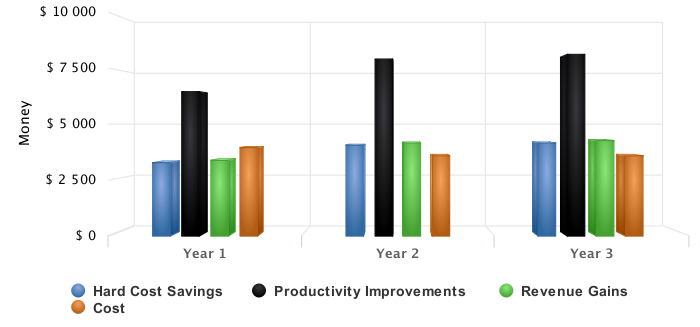 $ 10 000
$ 7 500
$ 5 000
$ 2 500
$ 0
Money
Year 1
Year 2
Year 3
Hard Cost Savings
Productivity Improvements
Revenue Gains
Cost